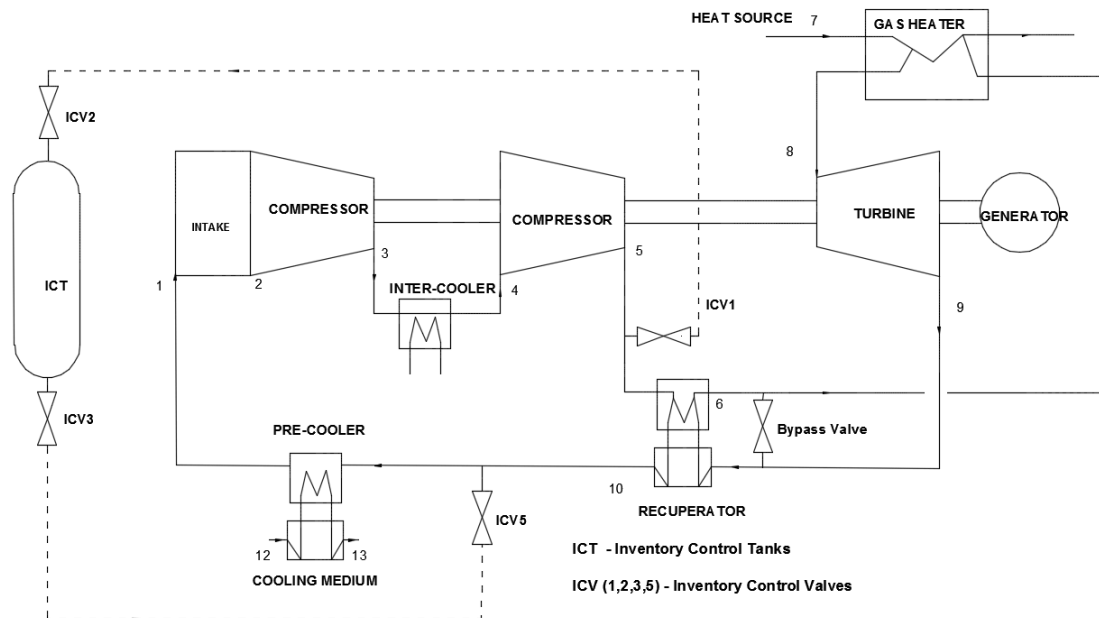 HEAT SOURCE
7
GAS HEATER
ICV2
8
INTAKE
COMPRESSOR
COMPRESSOR
TURBINE
GENERATOR
ICT
1
2
3
INTER-COOLER
4
5
ICV1
9
ICV3
PRE-COOLER
6
Bypass Valve
10
RECUPERATOR
ICV5
12
13
COOLING MEDIUM
ICT - Inventory Control Tanks
ICV (1,2,3,5) - Inventory Control Valves